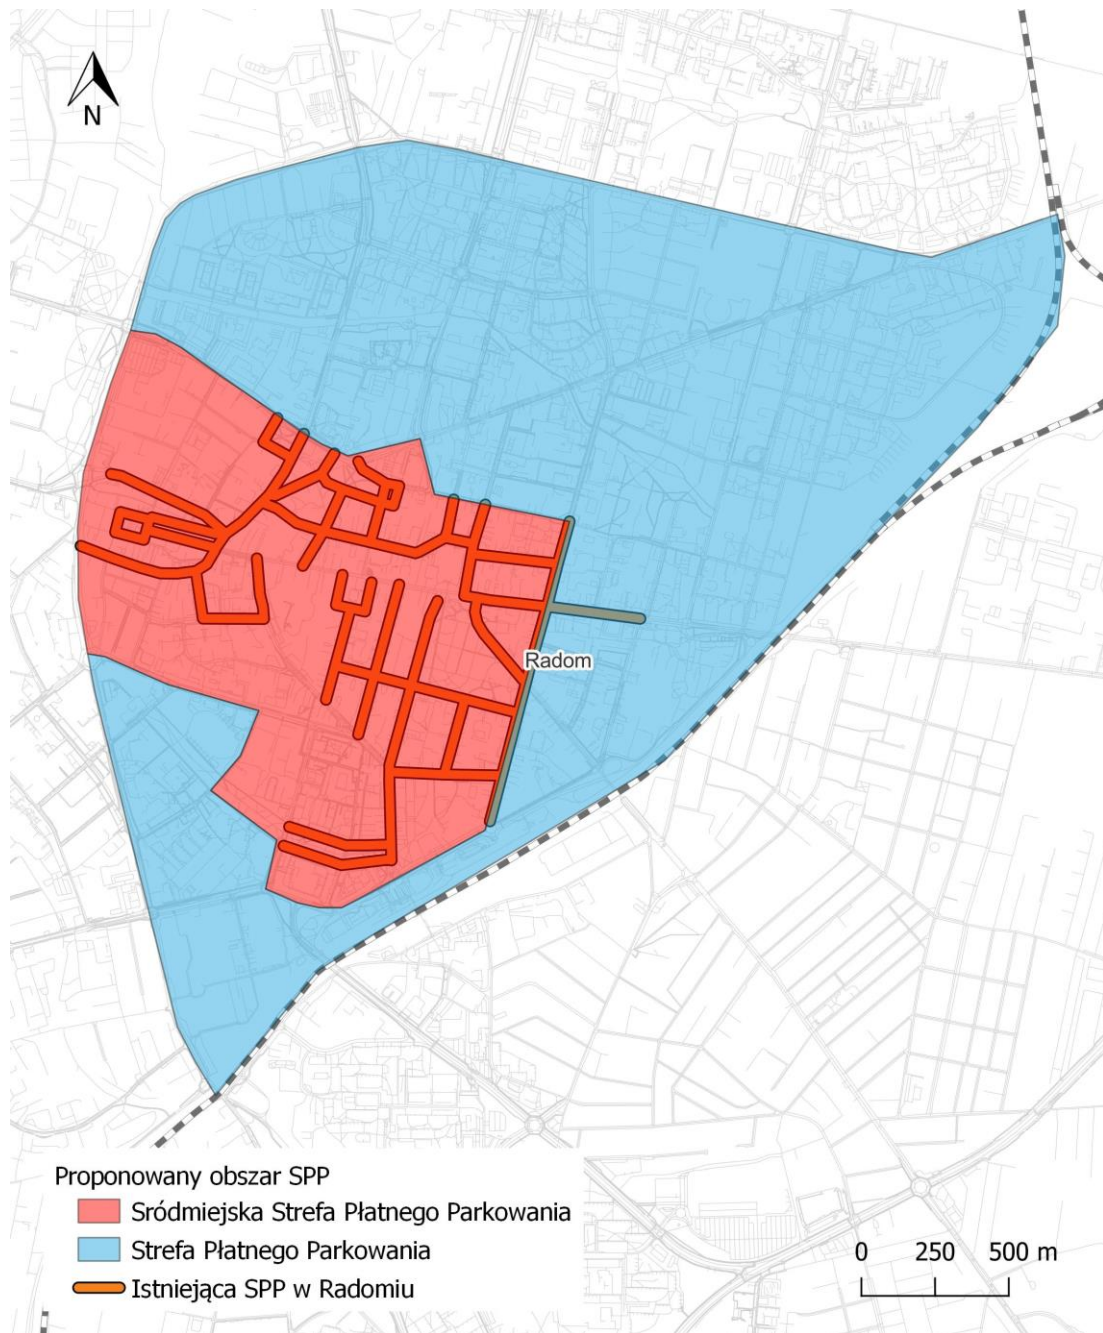 N
Radom
Proponowany obszar SPP
Sródmiejska Strefa Płatnego Parkowania
Strefa Płatnego Parkowania
Istniejąca SPP w Radomiu
0 250 500 m